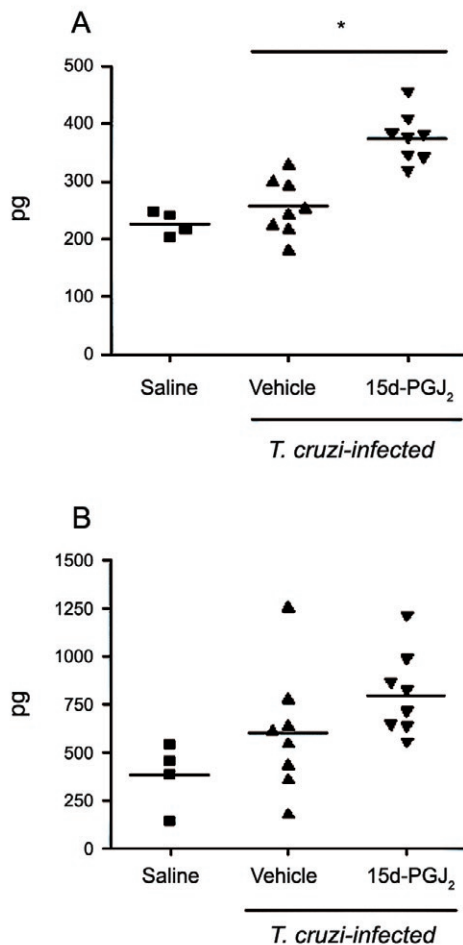 A
*
500
400
pg
300
200
100
0
Saline Vehicle 15d-PGJ₂
T. cruzi-infected
B
1500
1250
1000
pg
750
500
250
0
Saline Vehicle 15d-PGJ₂
T. cruzi-infected